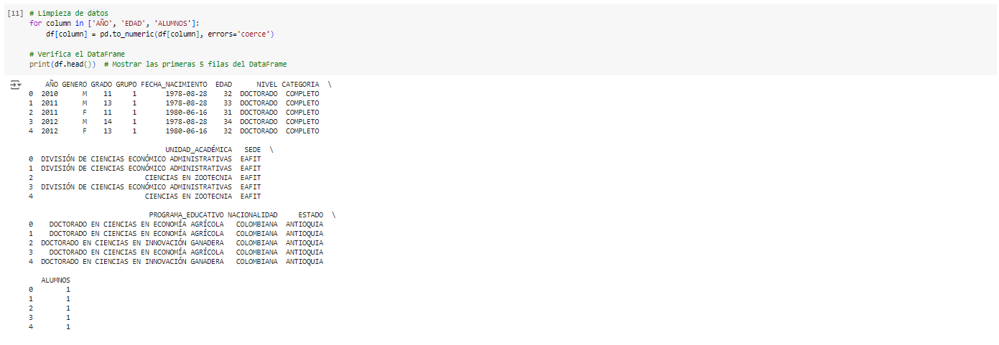 [11] # Limpieza de datos
for column in ['AÑO', 'EDAD', 'ALUMNOS']:
    df[column] = pd.to_numeric(df[column], errors='coerce')
# Verifica el DataFrame
print(df.head())  # Mostrar las primeras 5 filas del DataFrame
AÑO GENERO GRADO GRUPO FECHA_NACIMIENTO  EDAD      NIVEL CATEGORIA  \
0  2010      M    11     1       1978-08-28    32  DOCTORADO  COMPLETO
1  2011      M    13     1       1978-08-28    33  DOCTORADO  COMPLETO
2  2011      F    11     1       1980-06-16    31  DOCTORADO  COMPLETO
3  2012      M    14     1       1978-08-28    34  DOCTORADO  COMPLETO
4  2012      F    13     1       1980-06-16    32  DOCTORADO  COMPLETO
UNIDAD_ACADÉMICA   SEDE  \
0  DIVISIÓN DE CIENCIAS ECONÓMICO ADMINISTRATIVAS  EAFIT
1  DIVISIÓN DE CIENCIAS ECONÓMICO ADMINISTRATIVAS  EAFIT
2                           CIENCIAS EN ZOOTECNIA  EAFIT
3  DIVISIÓN DE CIENCIAS ECONÓMICO ADMINISTRATIVAS  EAFIT
4                           CIENCIAS EN ZOOTECNIA  EAFIT
PROGRAMA_EDUCATIVO NACIONALIDAD     ESTADO  \
0    DOCTORADO EN CIENCIAS EN ECONOMÍA AGRÍCOLA   COLOMBIANA  ANTIOQUIA
1    DOCTORADO EN CIENCIAS EN ECONOMÍA AGRÍCOLA   COLOMBIANA  ANTIOQUIA
2  DOCTORADO EN CIENCIAS EN INNOVACIÓN GANADERA   COLOMBIANA  ANTIOQUIA
3    DOCTORADO EN CIENCIAS EN ECONOMÍA AGRÍCOLA   COLOMBIANA  ANTIOQUIA
4  DOCTORADO EN CIENCIAS EN INNOVACIÓN GANADERA   COLOMBIANA  ANTIOQUIA
ALUMNOS
0        1
1        1
2        1
3        1
4        1